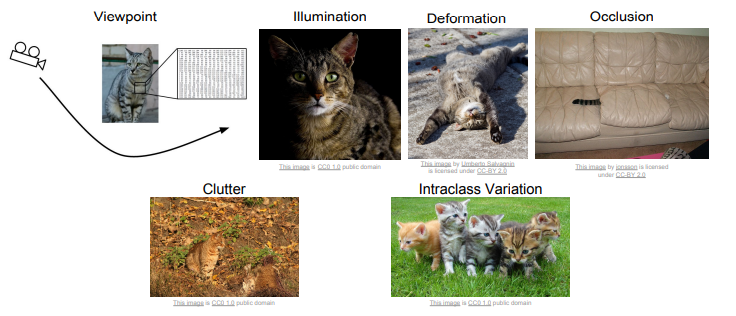 Viewpoint
Illumination
Deformation
Occlusion
This image is CC0 1.0 public domain
This image by Umberto Salvagnin
is licensed under CC-BY 2.0
This image by jonsson is licensed
under CC-BY 2.0
Clutter
Intraclass Variation
This image is CC0 1.0 public domain
This image is CC0 1.0 public domain